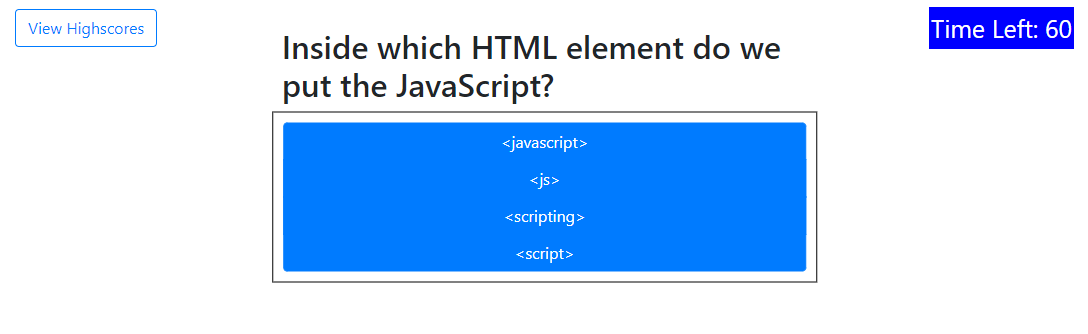 View Highscores
Time Left: 60
Inside which HTML element do we
put the JavaScript?
<javascript>
<js>
<scripting>
<script>